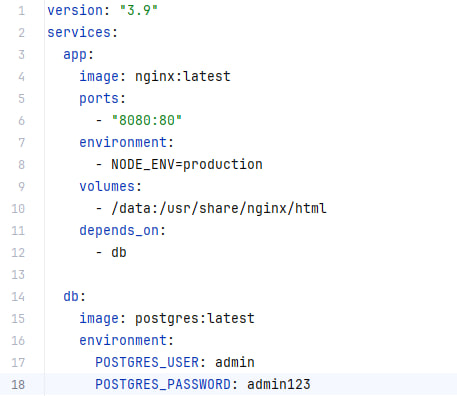 1 version: "3.9"
2 services:
3   app:
4     image: nginx:latest
5     ports:
6       - "8080:80"
7     environment:
8       - NODE_ENV=production
9     volumes:
10       - /data:/usr/share/nginx/html
11     depends_on:
12       - db
13
14   db:
15     image: postgres:latest
16     environment:
17       POSTGRES_USER: admin
18       POSTGRES_PASSWORD: admin123